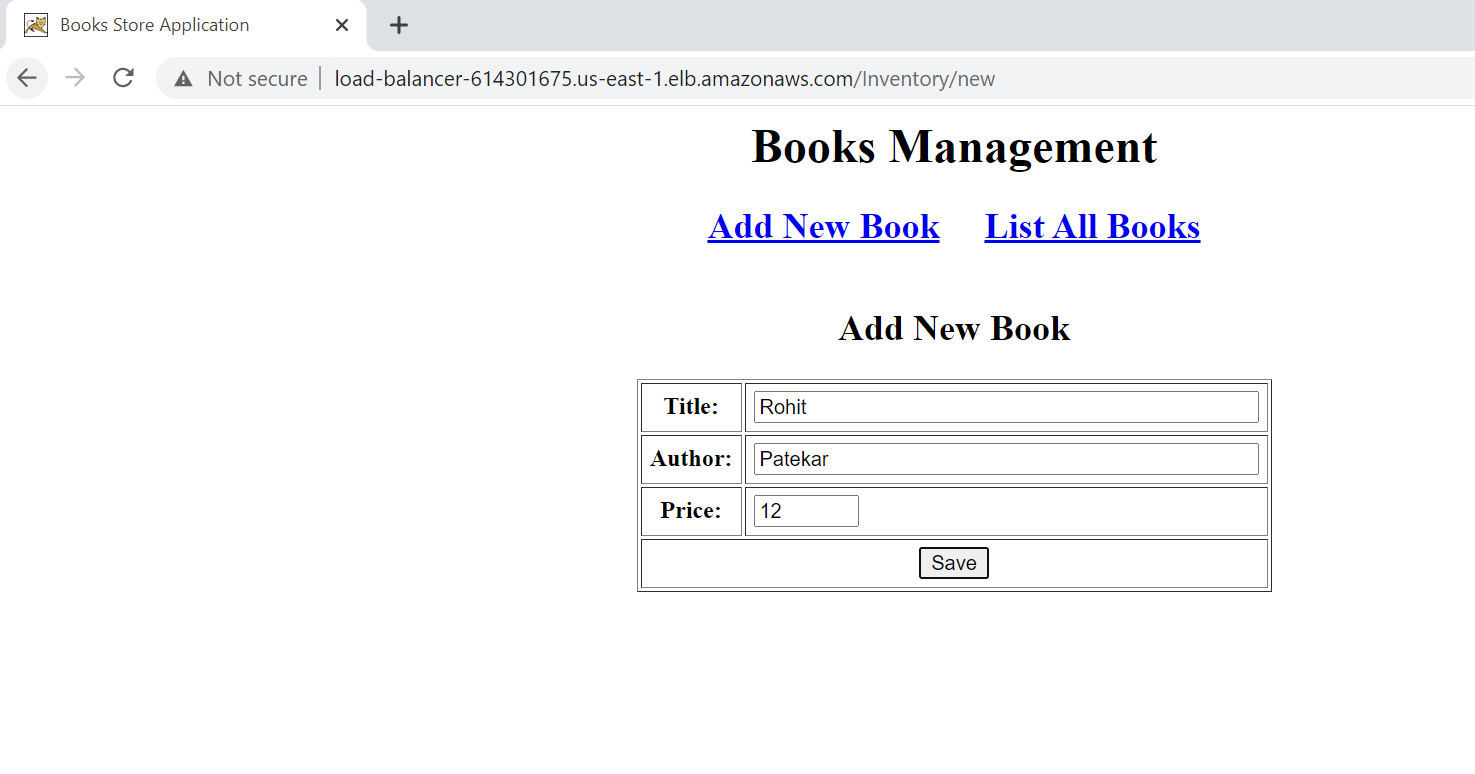 Books Store Application
Not secure load-balancer-614301675.us-east-1.elb.amazonaws.com/Inventory/new
Books Management
Add New Book List All Books
Add New Book
Title: Rohit
Author: Patekar
Price: 12
Save